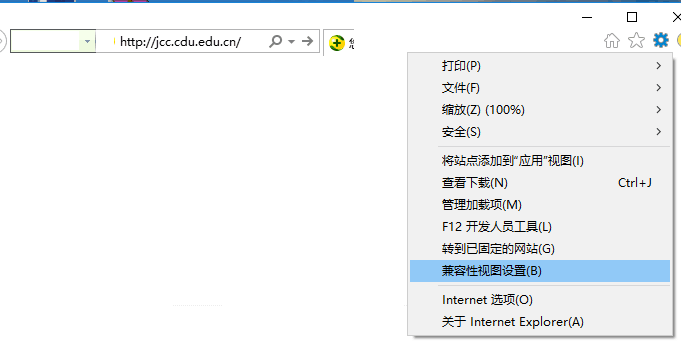 http://jcc.cdu.edu.cn/
打印(P)
文件(F)
缩放(Z) (100%)
安全(S)
将站点添加到“应用”视图(I)
查看下载(N) Ctrl+J
管理加载项(M)
F12 开发人员工具(L)
转到已固定的网站(G)
兼容性视图设置(B)
Internet 选项(O)
关于 Internet Explorer(A)